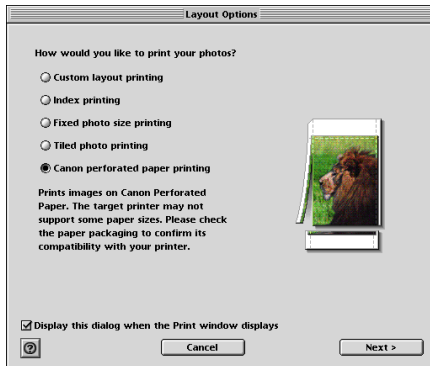 Layout Options
How would you like to print your photos?
Custom layout printing
Index printing
Fixed photo size printing
Tiled photo printing
Canon perforated paper printing
Prints images on Canon Perforated
Paper. The target printer may not
support some paper sizes. Please check
the paper packaging to confirm its
compatibility with your printer.
Display this dialog when the Print window displays
?
Cancel
Next >